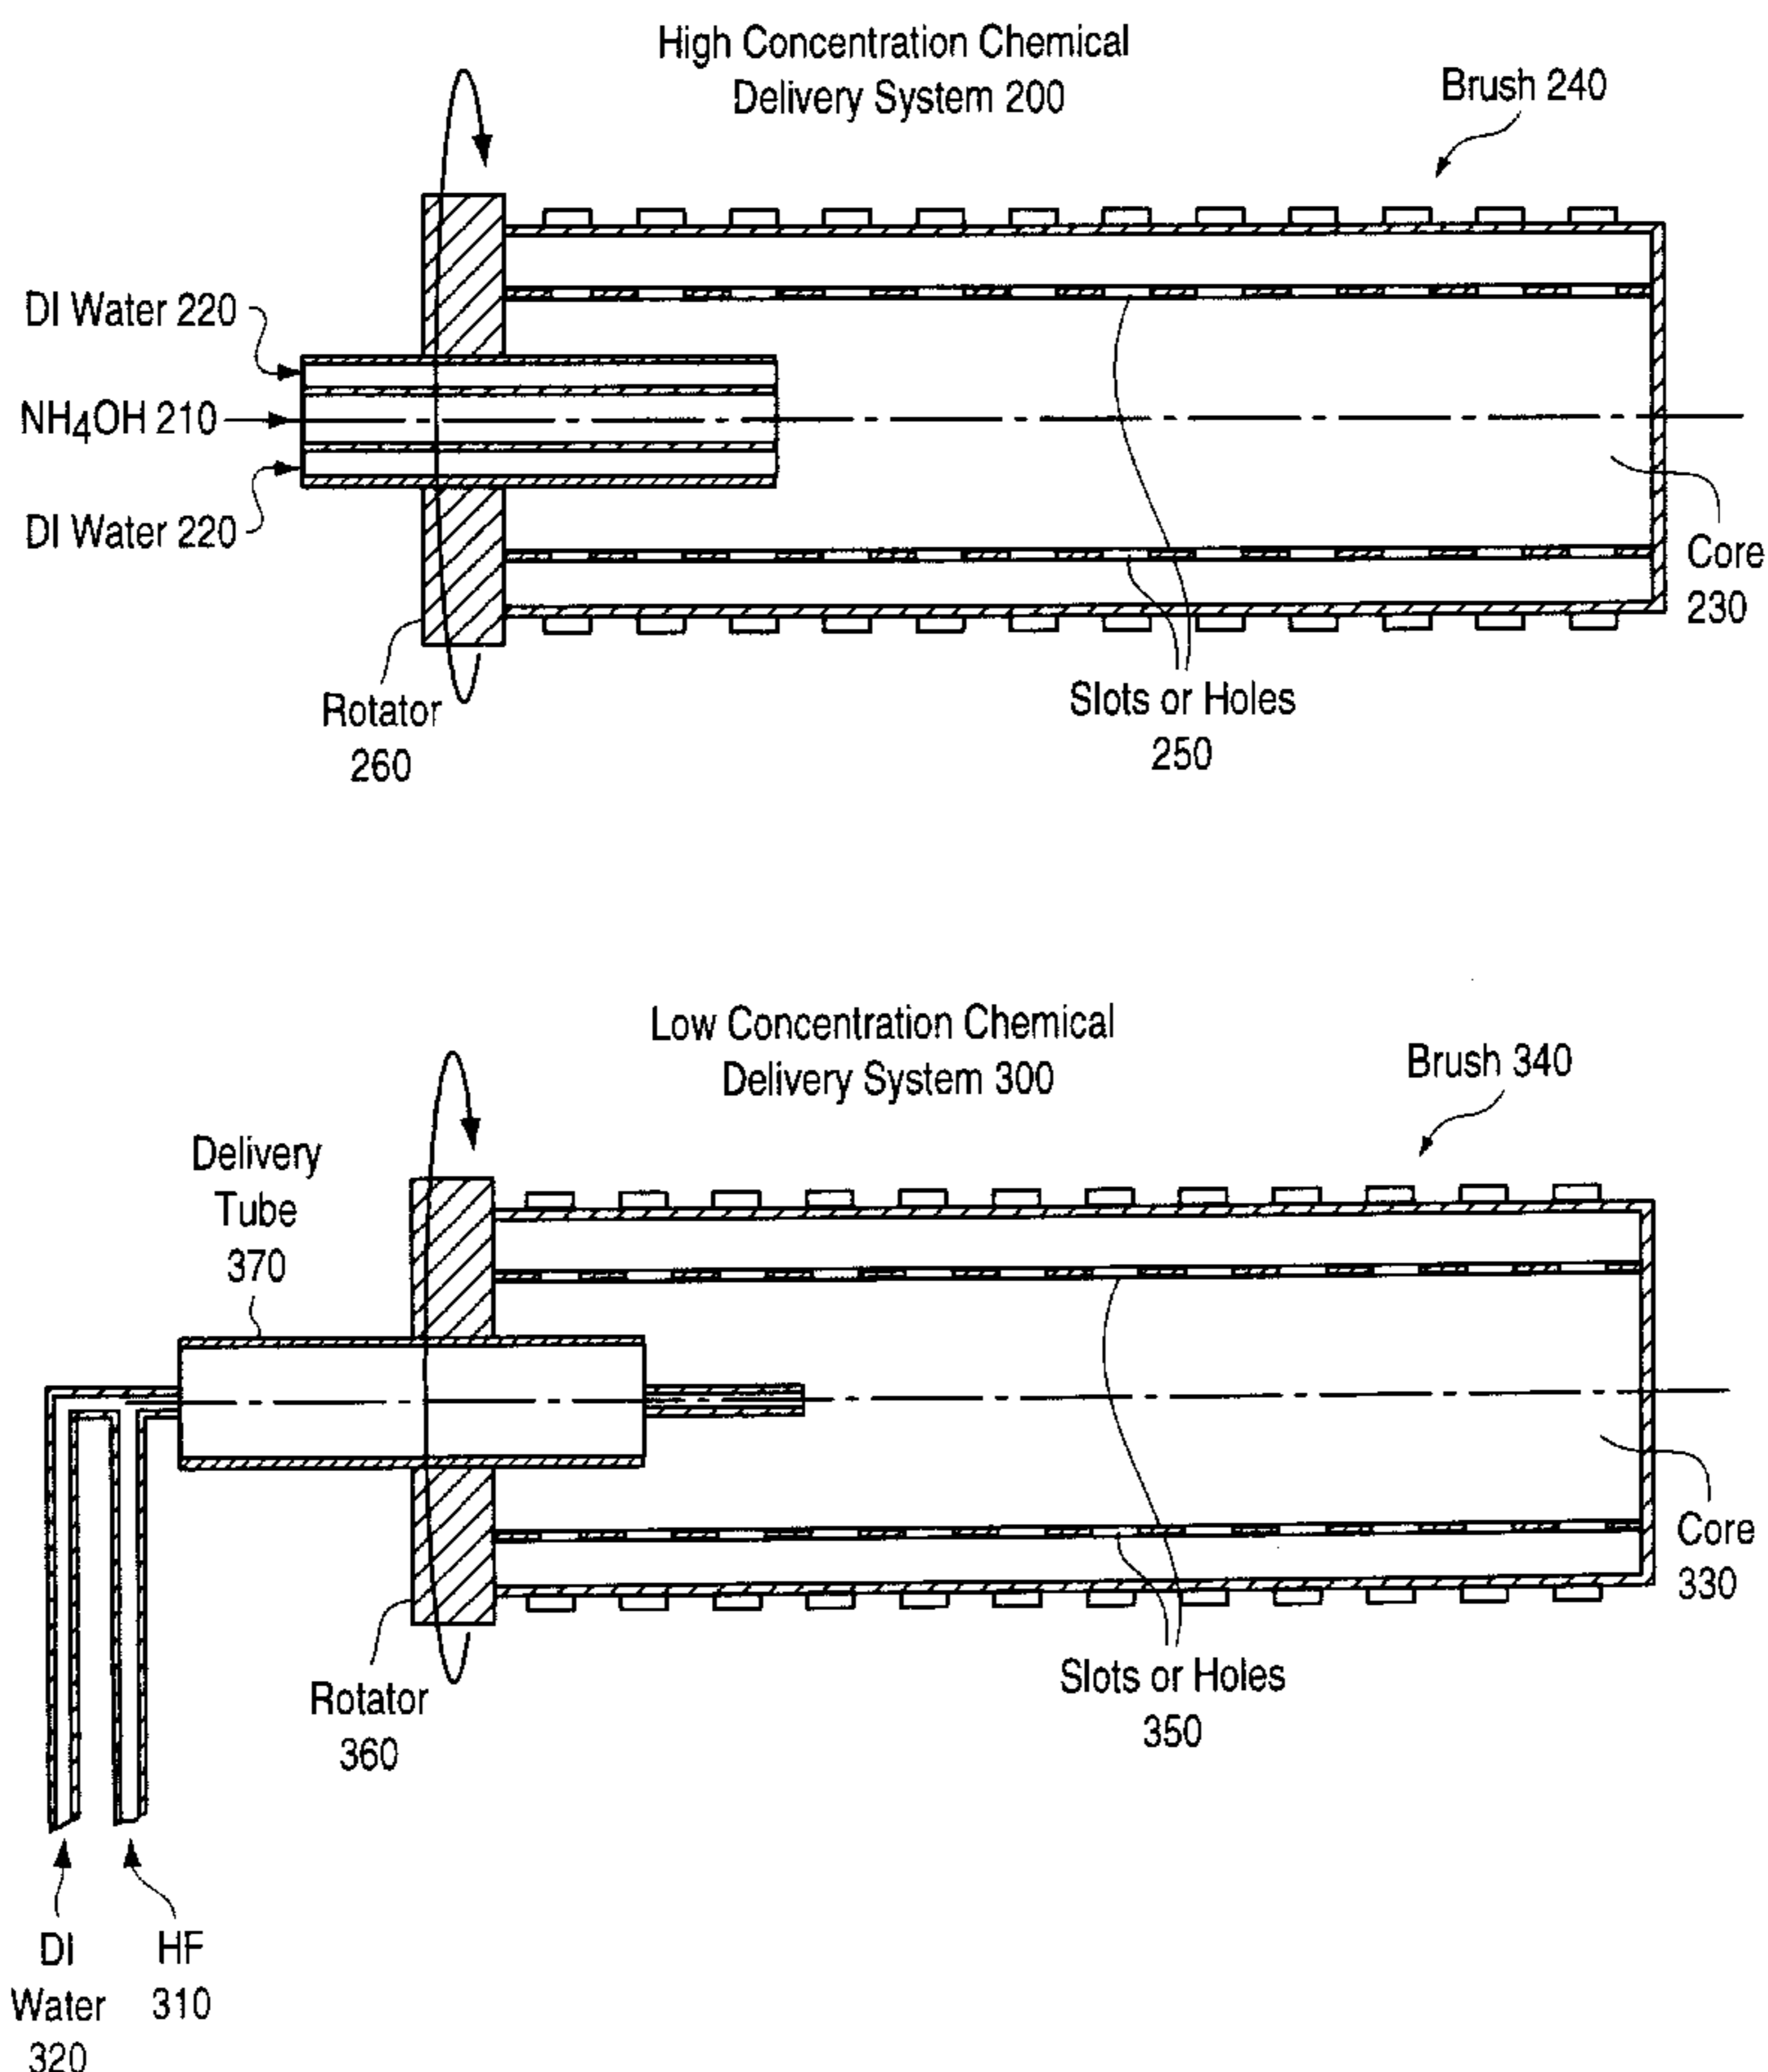 High Concentration Chemical
Delivery System 200
Brush 240
DI Water 220
NH4OH 210
DI Water 220
Core
230
Rotator
260
Slots or Holes
250
Low Concentration Chemical
Delivery System 300
Brush 340
Delivery
Tube
370
Core
330
Rotator
360
Slots or Holes
350
DI
Water
320
HF
310